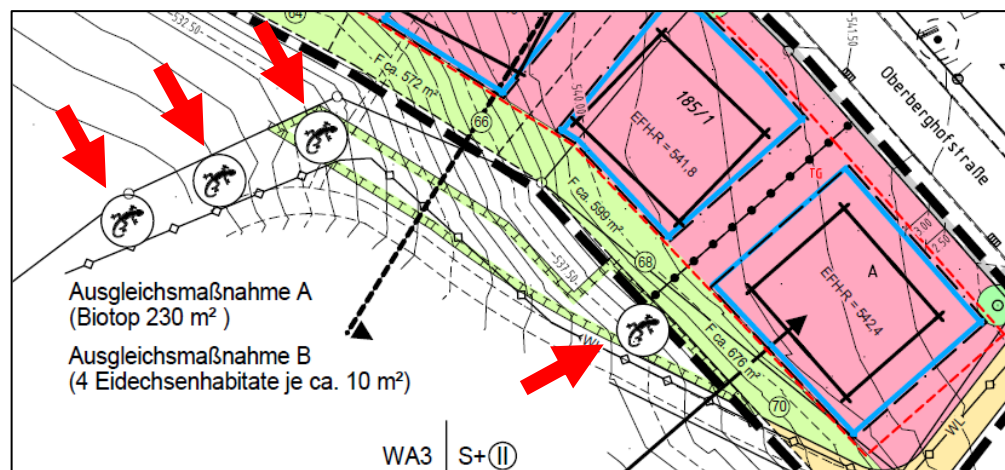 532.50
64
F ca. 572 m²
66
540.00
185/1
EFH-R = 541,8
541.50
Oberberghofstraße
TG
F ca. 599 m²
68
537.50
3.00
2.50
A
EFH-R = 542,4
Ausgleichsmaßnahme A
(Biotop 230 m² )
Ausgleichsmaßnahme B
(4 Eidechsenhabitate je ca. 10 m²)
F ca. 676 m²
70
WL
WA3 S+II